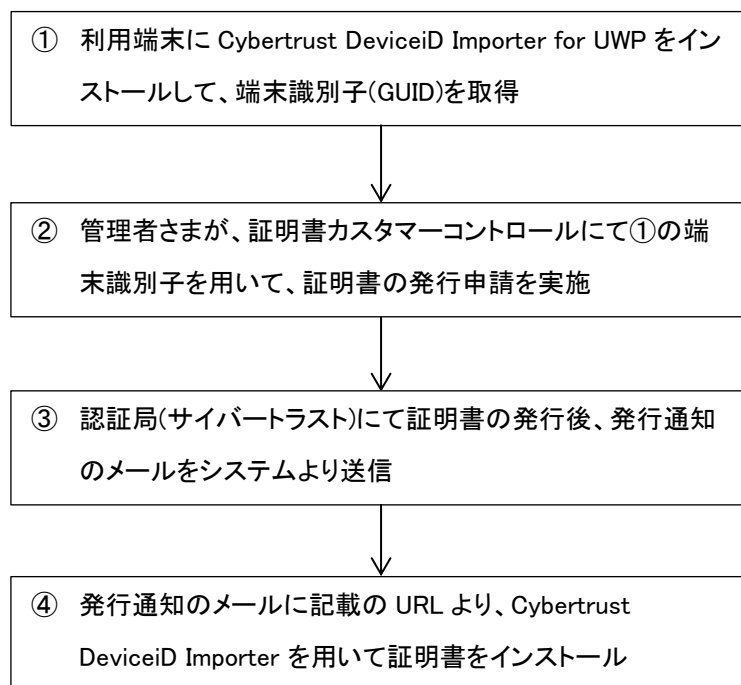 ① 利用端末に Cybertrust DeviceiD Importer for UWP をイン
ストールして、端末識別子(GUID)を取得
② 管理者さまが、証明書カスタマーコントロールにて①の端
末識別子を用いて、証明書の発行申請を実施
③ 認証局(サイバートラスト)にて証明書の発行後、発行通知
のメールをシステムより送信
④ 発行通知のメールに記載の URL より、Cybertrust
DeviceiD Importer を用いて証明書をインストール